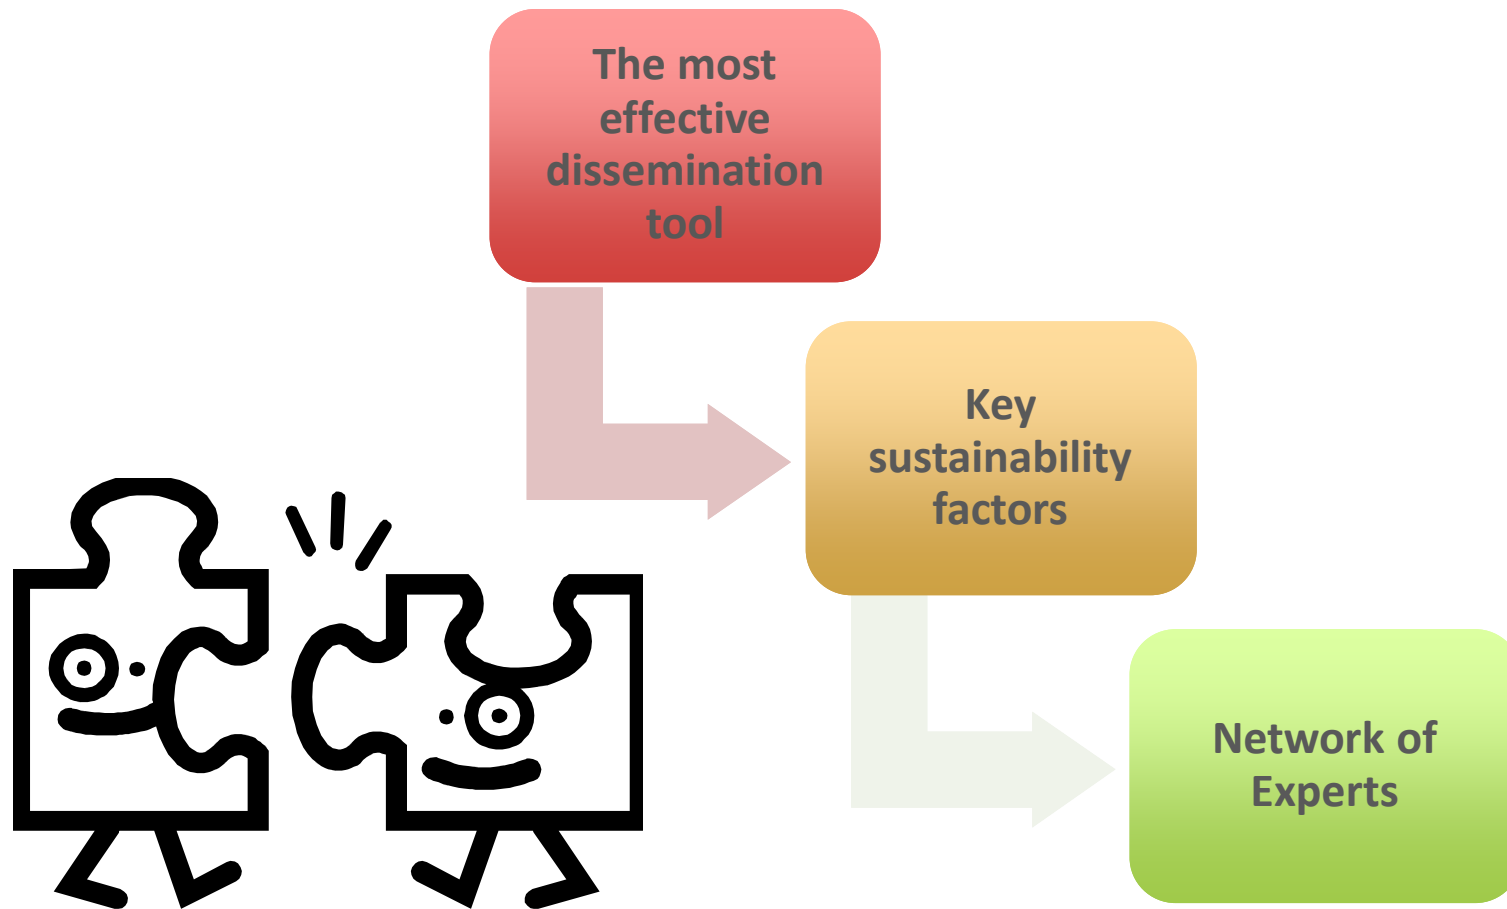 The most
effective
dissemination
tool
Key
sustainability
factors
Network of
Experts